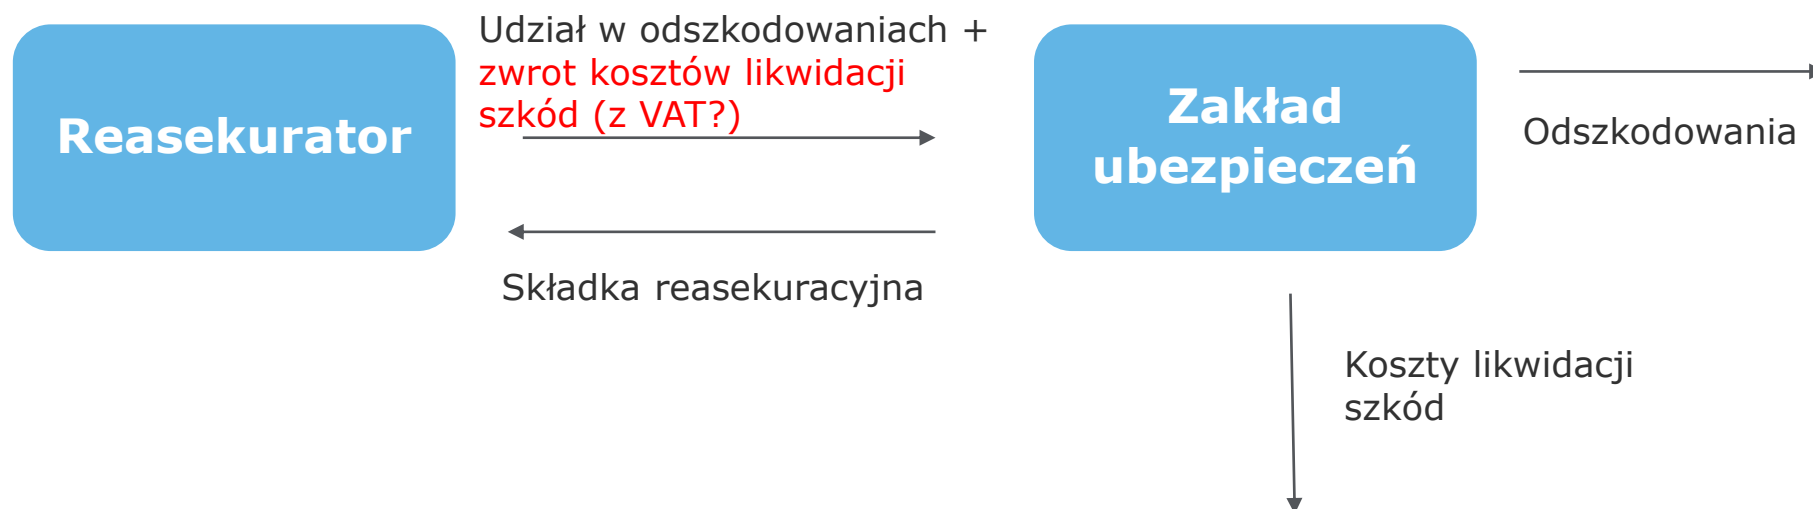 Udział w odszkodowaniach +
zwrot kosztów likwidacji
szkód (z VAT?)
Reasekurator
Zakład
ubezpieczeń
Odszkodowania
Składka reasekuracyjna
Koszty likwidacji
szkód